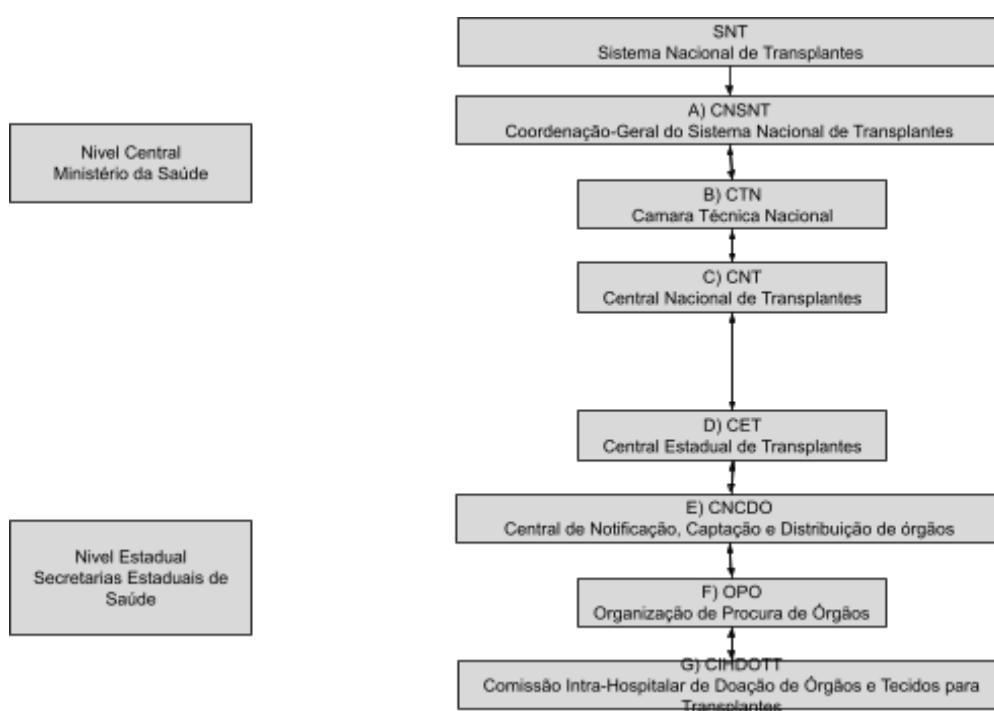 SNT
Sistema Nacional de Transplantes
A) CNSNT
Coordenação-Geral do Sistema Nacional de Transplantes
Nivel Central
Ministério da Saúde
B) CTN
Camara Técnica Nacional
C) CNT
Central Nacional de Transplantes
D) CET
Central Estadual de Transplantes
E) CNCDO
Central de Notificação, Captação e Distribuição de órgãos
Nivel Estadual
Secretarias Estaduais de
Saúde
F) OPO
Organização de Procura de Órgãos
G) CIHDOTT
Comissão Intra-Hospitalar de Doação de Órgãos e Tecidos para
Transplantes